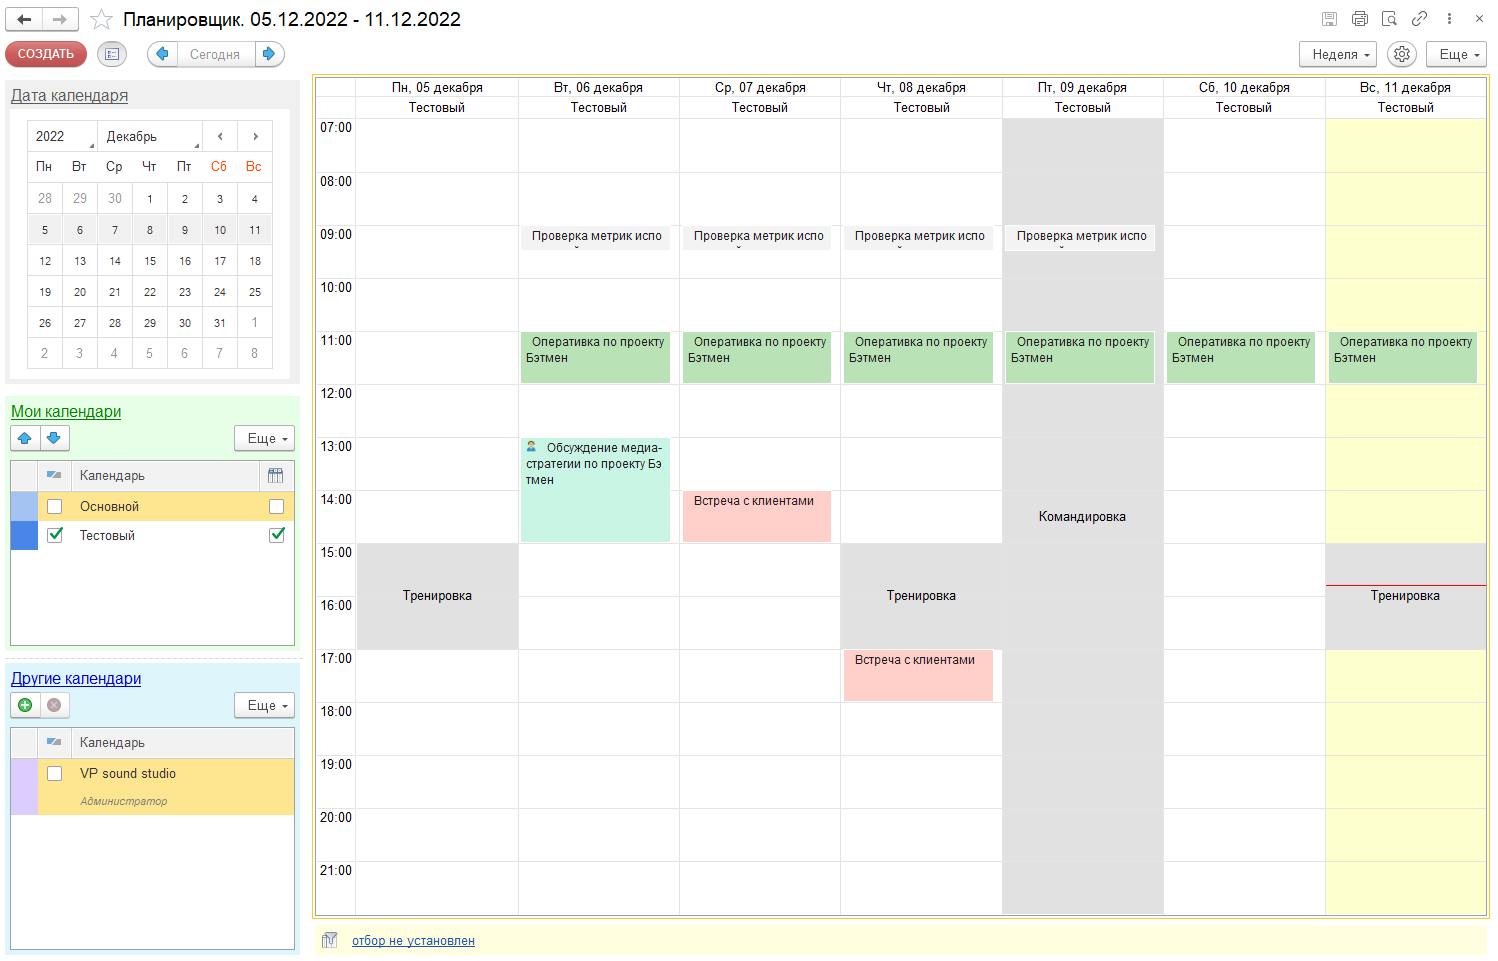 Планировщик. 05.12.2022 - 11.12.2022
СОЗДАТЬ
Сегодня
Неделя
Еще
Дата календаря
2022 Декабрь
Пн Вт Ср Чт Пт Сб Вс
28 29 30 1 2 3 4
5 6 7 8 9 10 11
12 13 14 15 16 17 18
19 20 21 22 23 24 25
26 27 28 29 30 31 1
2 3 4 5 6 7 8
Мои календари
Еще
Календарь
Основной
Тестовый
Другие календари
Еще
Календарь
VP sound studio
Администратор
Пн, 05 декабря Вт, 06 декабря Ср, 07 декабря Чт, 08 декабря Пт, 09 декабря Сб, 10 декабря Вс, 11 декабря
Тестовый Тестовый Тестовый Тестовый Тестовый Тестовый Тестовый
07:00
08:00
09:00 Проверка метрик испо Проверка метрик испо Проверка метрик испо Проверка метрик испо
10:00
11:00 Оперативка по проекту Оперативка по проекту Оперативка по проекту Оперативка по проекту Оперативка по проекту Оперативка по проекту
Бэтмен Бэтмен Бэтмен Бэтмен Бэтмен Бэтмен
12:00
13:00 Обсуждение медиа-
стратегии по проекту Бэ
тмен
14:00 Встреча с клиентами
Командировка
15:00
Тренировка Тренировка Тренировка
16:00
17:00 Встреча с клиентами
18:00
19:00
20:00
21:00
отбор не установлен